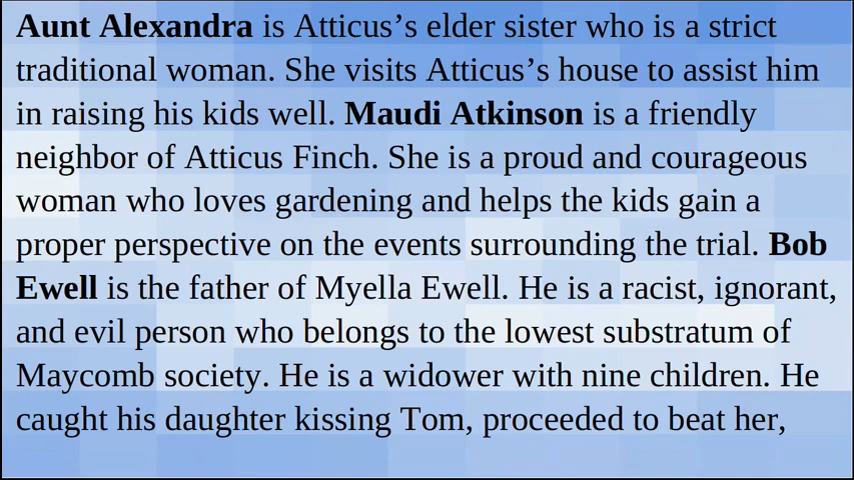 Aunt Alexandra is Atticus’s elder sister who is a strict
traditional woman. She visits Atticus’s house to assist him
in raising his kids well. Maudi Atkinson is a friendly
neighbor of Atticus Finch. She is a proud and courageous
woman who loves gardening and helps the kids gain a
proper perspective on the events surrounding the trial. Bob
Ewell is the father of Myella Ewell. He is a racist, ignorant,
and evil person who belongs to the lowest substratum of
Maycomb society. He is a widower with nine children. He
caught his daughter kissing Tom, proceeded to beat her,